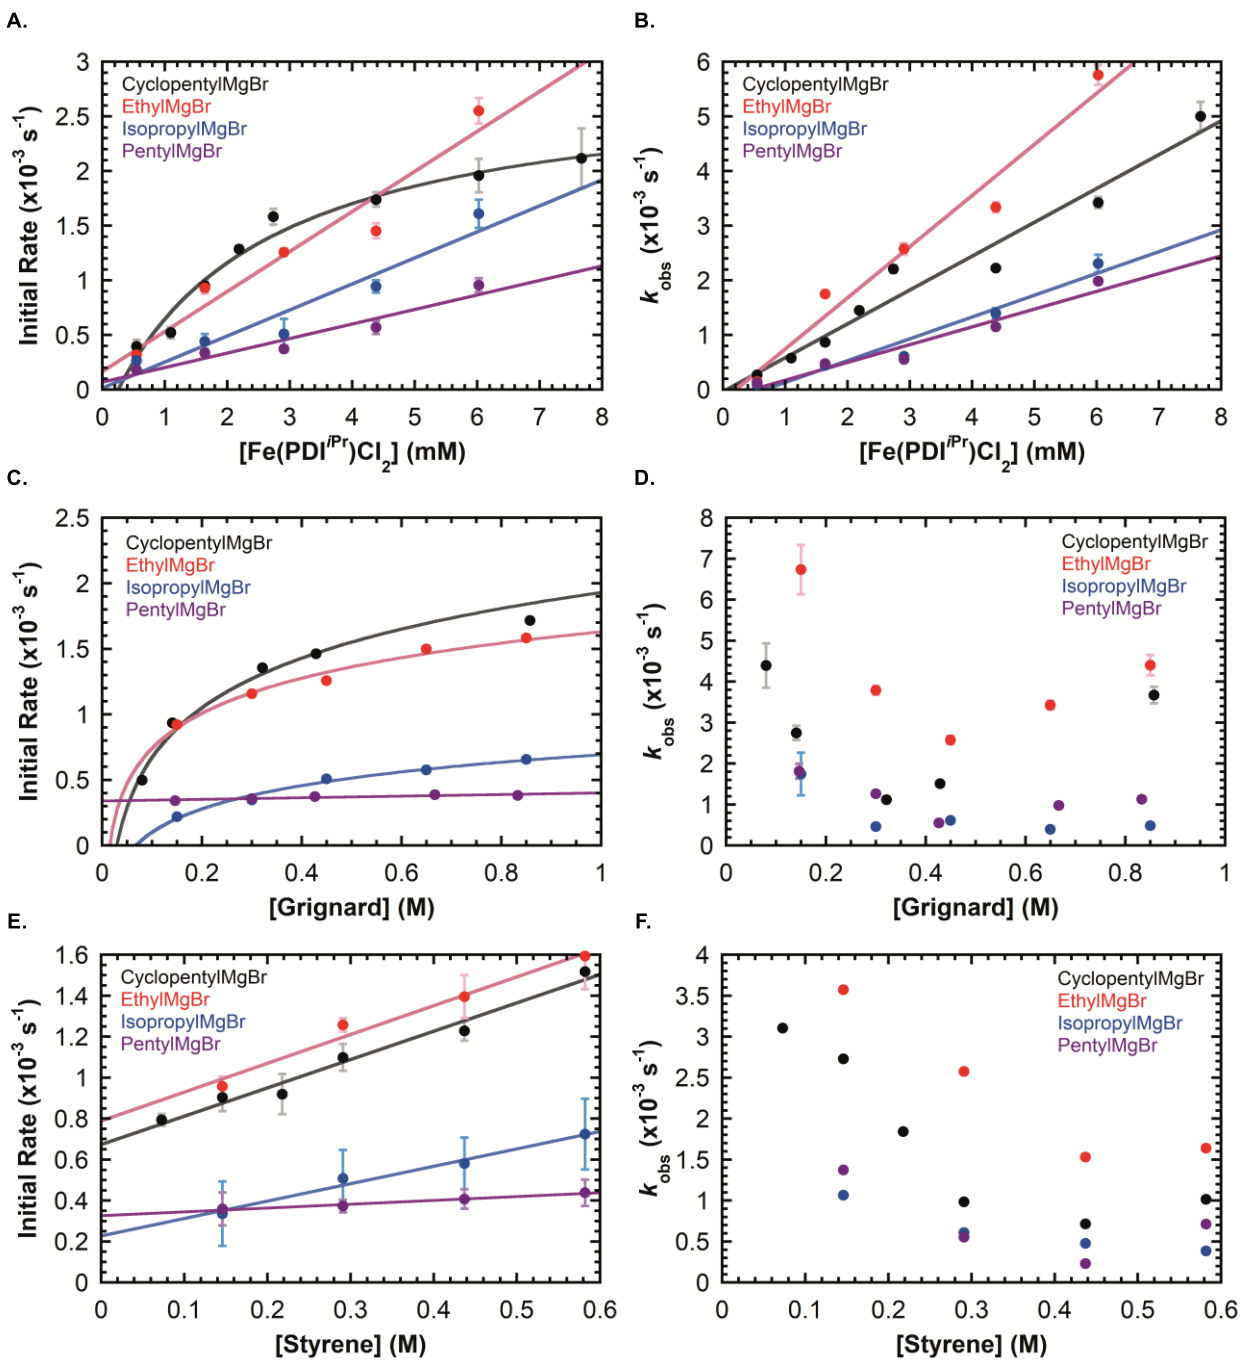 A.
3
2.5
2
1.5
1
0.5
0
CyclopentylMgBr
EthylMgBr
IsopropylMgBr
PentylMgBr
Initial Rate (x10⁻³ s⁻¹)
0 1 2 3 4 5 6 7 8
[Fe(PDI^iPr)Cl₂] (mM)
B.
6
5
4
3
2
1
0
CyclopentylMgBr
EthylMgBr
IsopropylMgBr
PentylMgBr
k_obs (x10⁻³ s⁻¹)
0 1 2 3 4 5 6 7 8
[Fe(PDI^iPr)Cl₂] (mM)
C.
2.5
2
1.5
1
0.5
0
CyclopentylMgBr
EthylMgBr
IsopropylMgBr
PentylMgBr
Initial Rate (x10⁻³ s⁻¹)
0 0.2 0.4 0.6 0.8 1
[Grignard] (M)
D.
8
7
6
5
4
3
2
1
0
CyclopentylMgBr
EthylMgBr
IsopropylMgBr
PentylMgBr
k_obs (x10⁻³ s⁻¹)
0 0.2 0.4 0.6 0.8 1
[Grignard] (M)
E.
1.6
1.4
1.2
1
0.8
0.6
0.4
0.2
0
CyclopentylMgBr
EthylMgBr
IsopropylMgBr
PentylMgBr
Initial Rate (x10⁻³ s⁻¹)
0 0.1 0.2 0.3 0.4 0.5 0.6
[Styrene] (M)
F.
4
3.5
3
2.5
2
1.5
1
0.5
0
CyclopentylMgBr
EthylMgBr
IsopropylMgBr
PentylMgBr
k_obs (x10⁻³ s⁻¹)
0 0.1 0.2 0.3 0.4 0.5 0.6
[Styrene] (M)